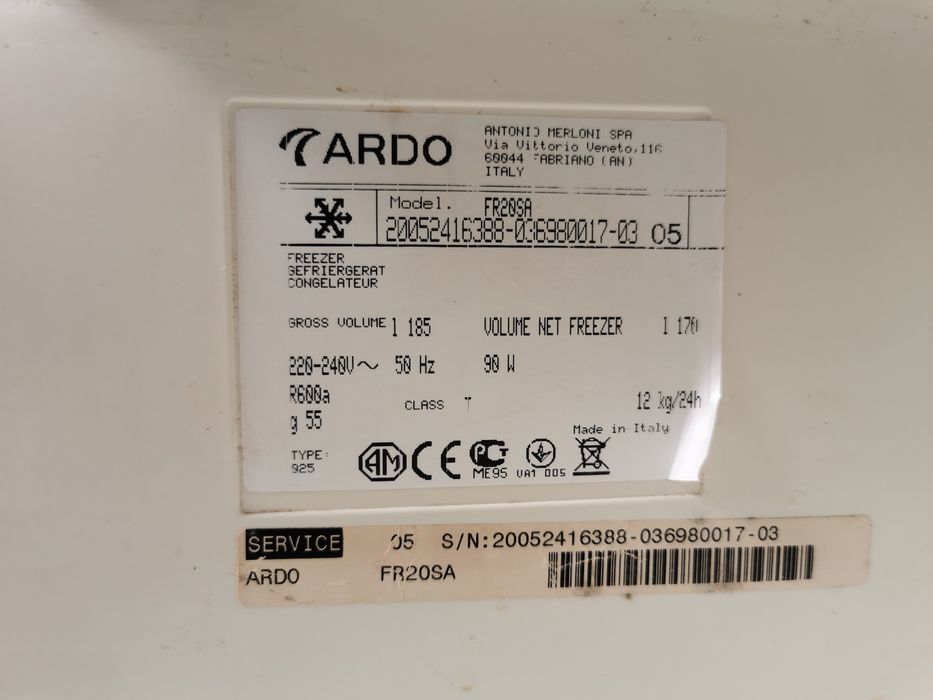 ARDO
ANTONIO MERLONI SPA
Via Vittorio Veneto,116
60044 FABRIANO (AN)
ITALY
Model. FR20SA
20052416388-036980017-03 05
FREEZER
GEFRIERGERAT
CONGELATEUR
GROSS VOLUME l 185 VOLUME NET FREEZER l 170
220-240V~ 50 Hz 90 W
R600a
g 55
CLASS T
12 kg/24h
Made in Italy
TYPE:
925
AM CE
ME95
VA1 005
SERVICE 05 S/N:20052416388-036980017-03
ARDO FR20SA